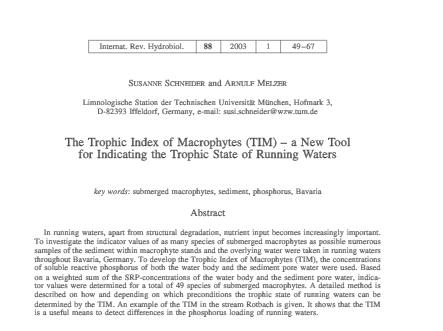 Internat. Rev. Hydrobiol. 88 2003 1 49–67
SUSANNE SCHNEIDER and ARNULF MELZER
Limnologische Station der Technischen Universität München, Hofmark 3,
D-82393 Iffeldorf, Germany, e-mail: susi.schneider@wzw.tum.de
The Trophic Index of Macrophytes (TIM) – a New Tool
for Indicating the Trophic State of Running Waters
key words: submerged macrophytes, sediment, phosphorus, Bavaria
Abstract
In running waters, apart from structural degradation, nutrient input becomes increasingly important.
To investigate the indicator values of as many species of submerged macrophytes as possible numerous
samples of the sediment within macrophyte stands and the overlying water were taken in running waters
throughout Bavaria, Germany. To develop the Trophic Index of Macrophytes (TIM), the concentrations
of soluble reactive phosphorus of both the water body and the sediment pore water were used. Based
on a weighted sum of the SRP-concentrations of the water body and the sediment pore water, indica-
tor values were determined for a total of 49 species of submerged macrophytes. A detailed method is
described on how and depending on which preconditions the trophic state of running waters can be
determined by the TIM. An example of the TIM in the stream Rotbach is given. It shows that the TIM
is a useful means to detect differences in the phosphorus loading of running waters.